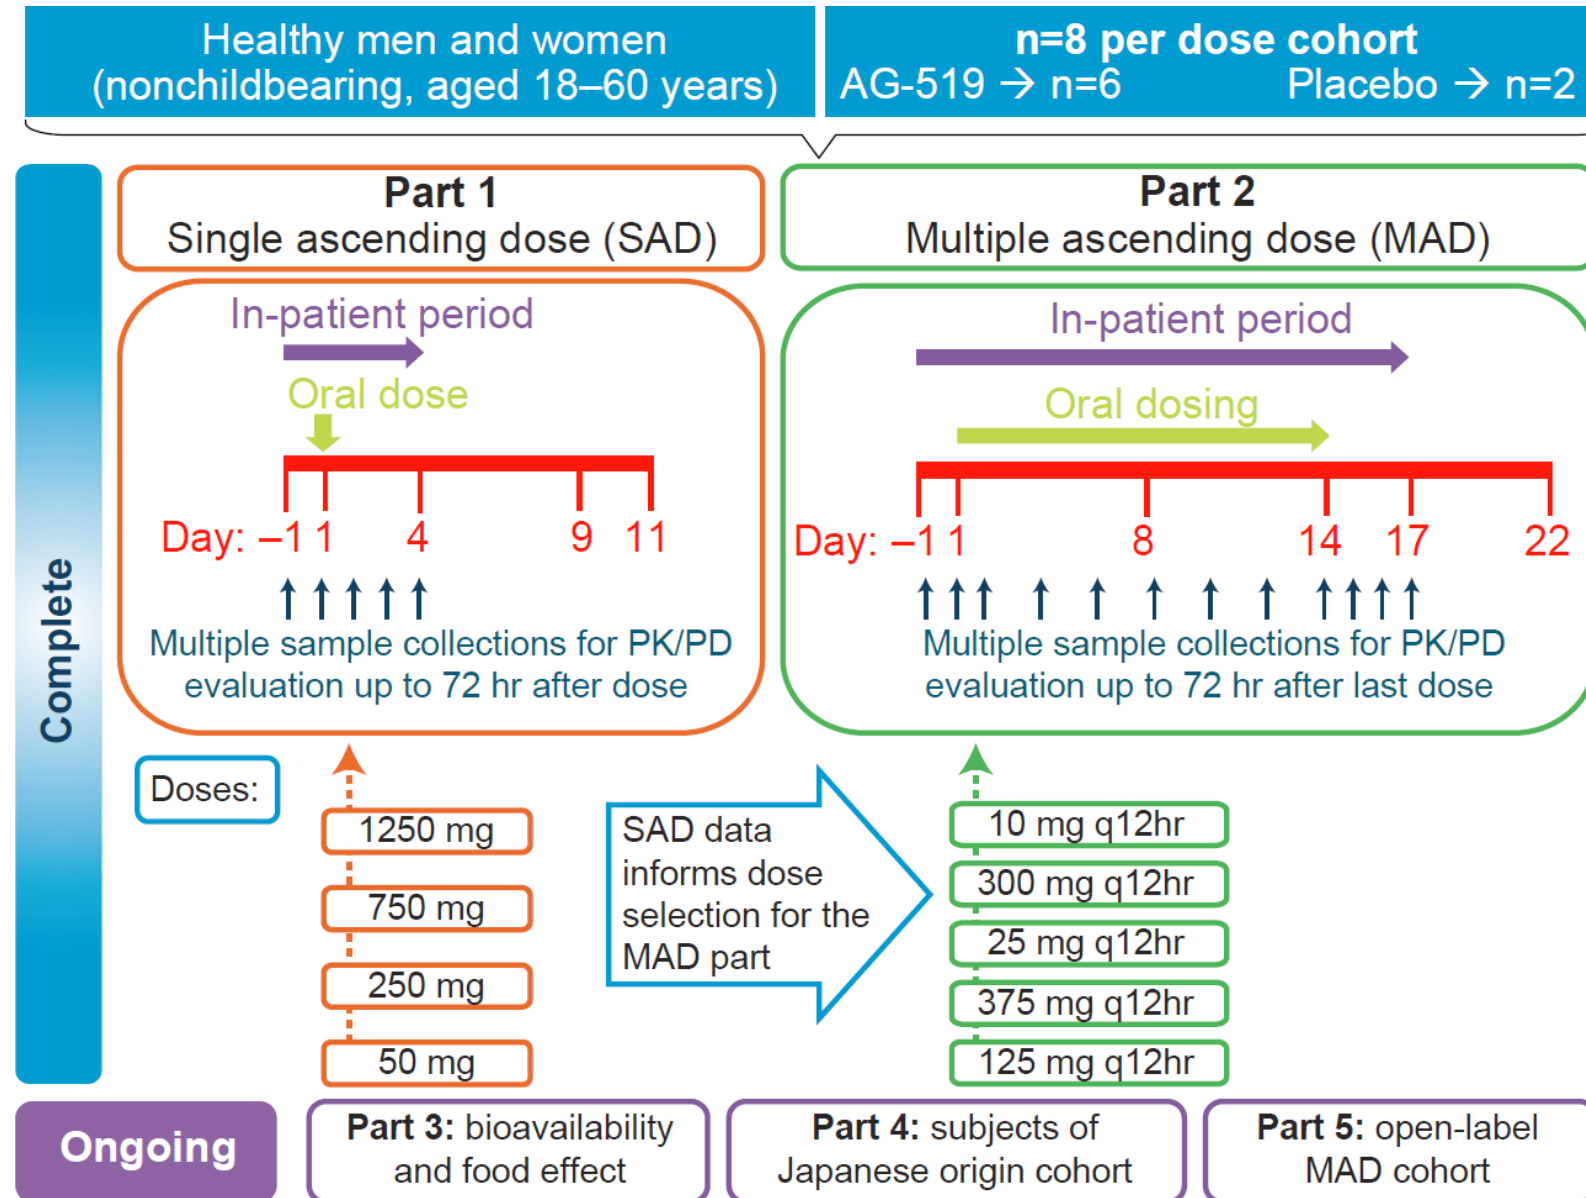 Healthy men and women
(nonchildbearing, aged 18–60 years)
n=8 per dose cohort
AG-519 → n=6 Placebo → n=2
Complete
Part 1
Single ascending dose (SAD)
In-patient period
Oral dose
Day: –1 1 4 9 11
Multiple sample collections for PK/PD
evaluation up to 72 hr after dose
Part 2
Multiple ascending dose (MAD)
In-patient period
Oral dosing
Day: –1 1 8 14 17 22
Multiple sample collections for PK/PD
evaluation up to 72 hr after last dose
Doses:
1250 mg
750 mg
250 mg
50 mg
SAD data
informs dose
selection for the
MAD part
10 mg q12hr
300 mg q12hr
25 mg q12hr
375 mg q12hr
125 mg q12hr
Ongoing
Part 3: bioavailability
and food effect
Part 4: subjects of
Japanese origin cohort
Part 5: open-label
MAD cohort